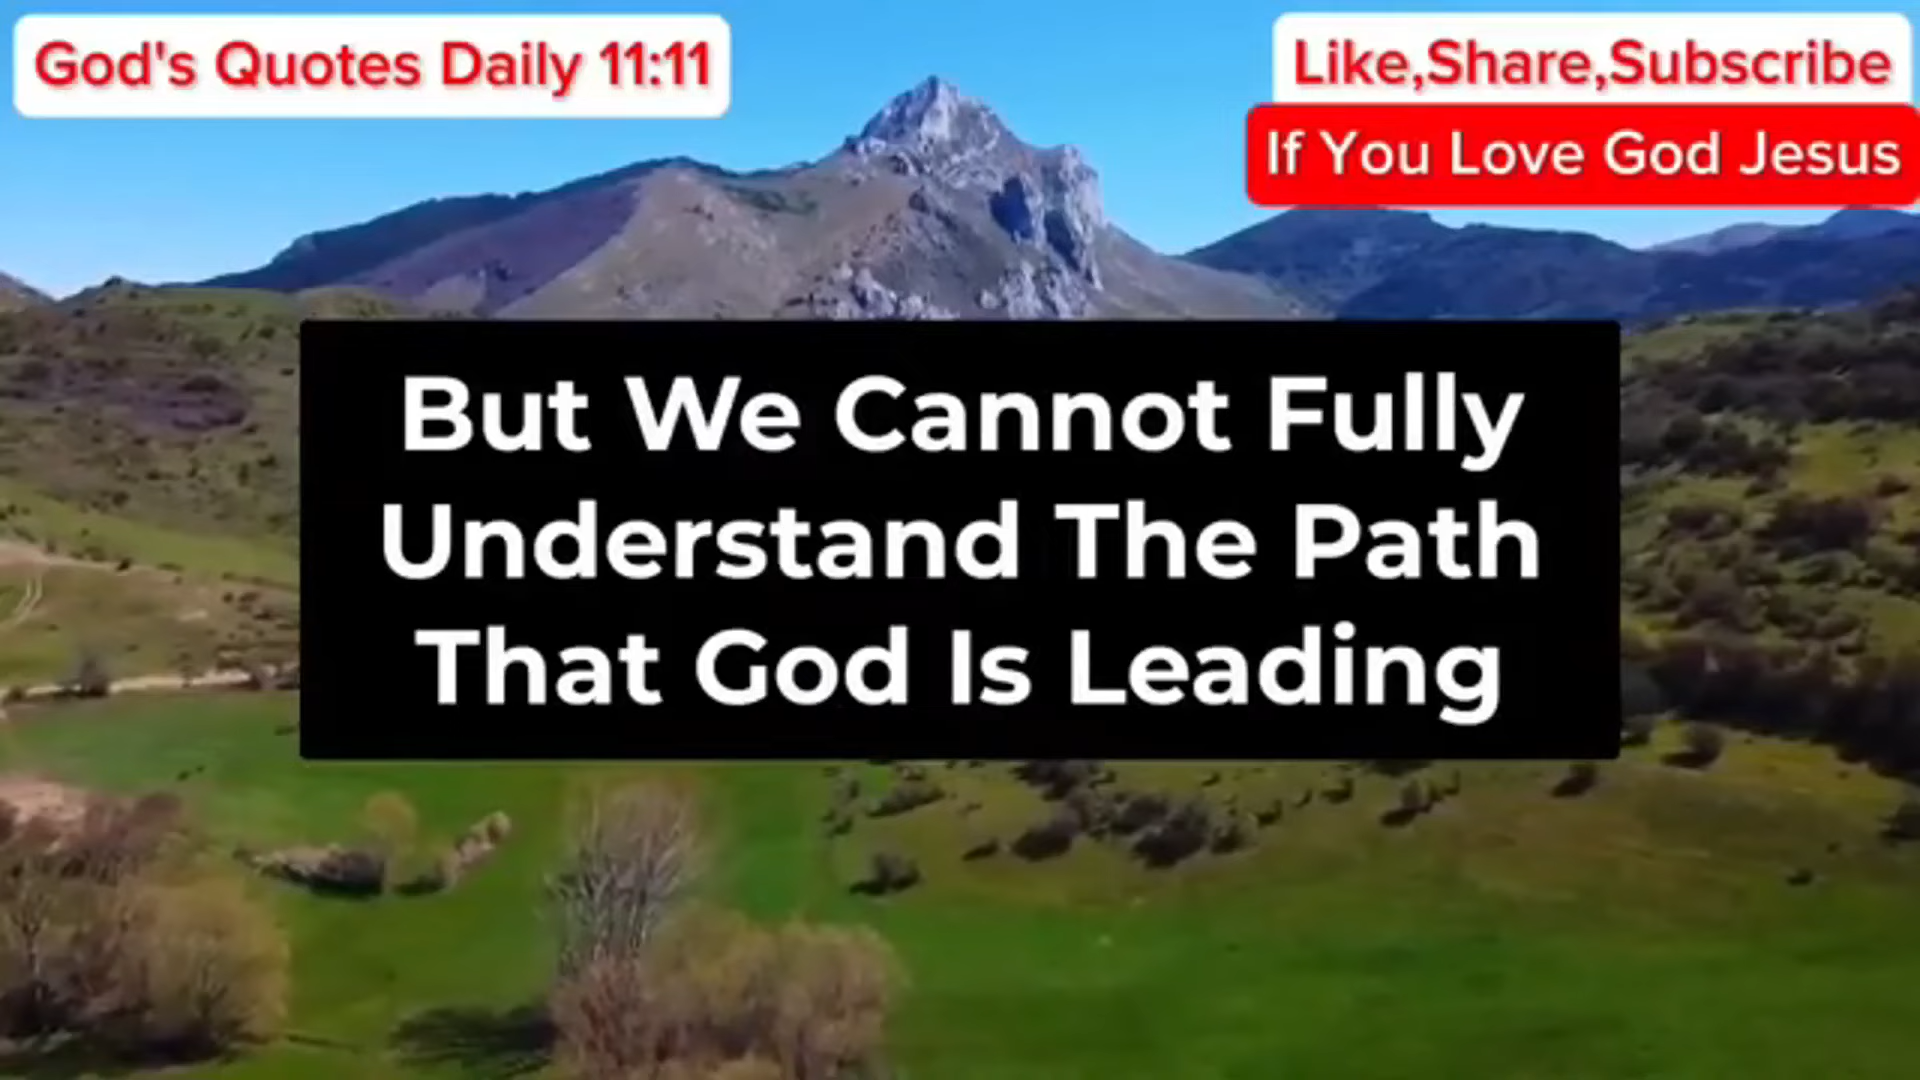 God's Quotes Daily 11:11
Like,Share,Subscribe
If You Love God Jesus
But We Cannot Fully
Understand The Path
That God Is Leading